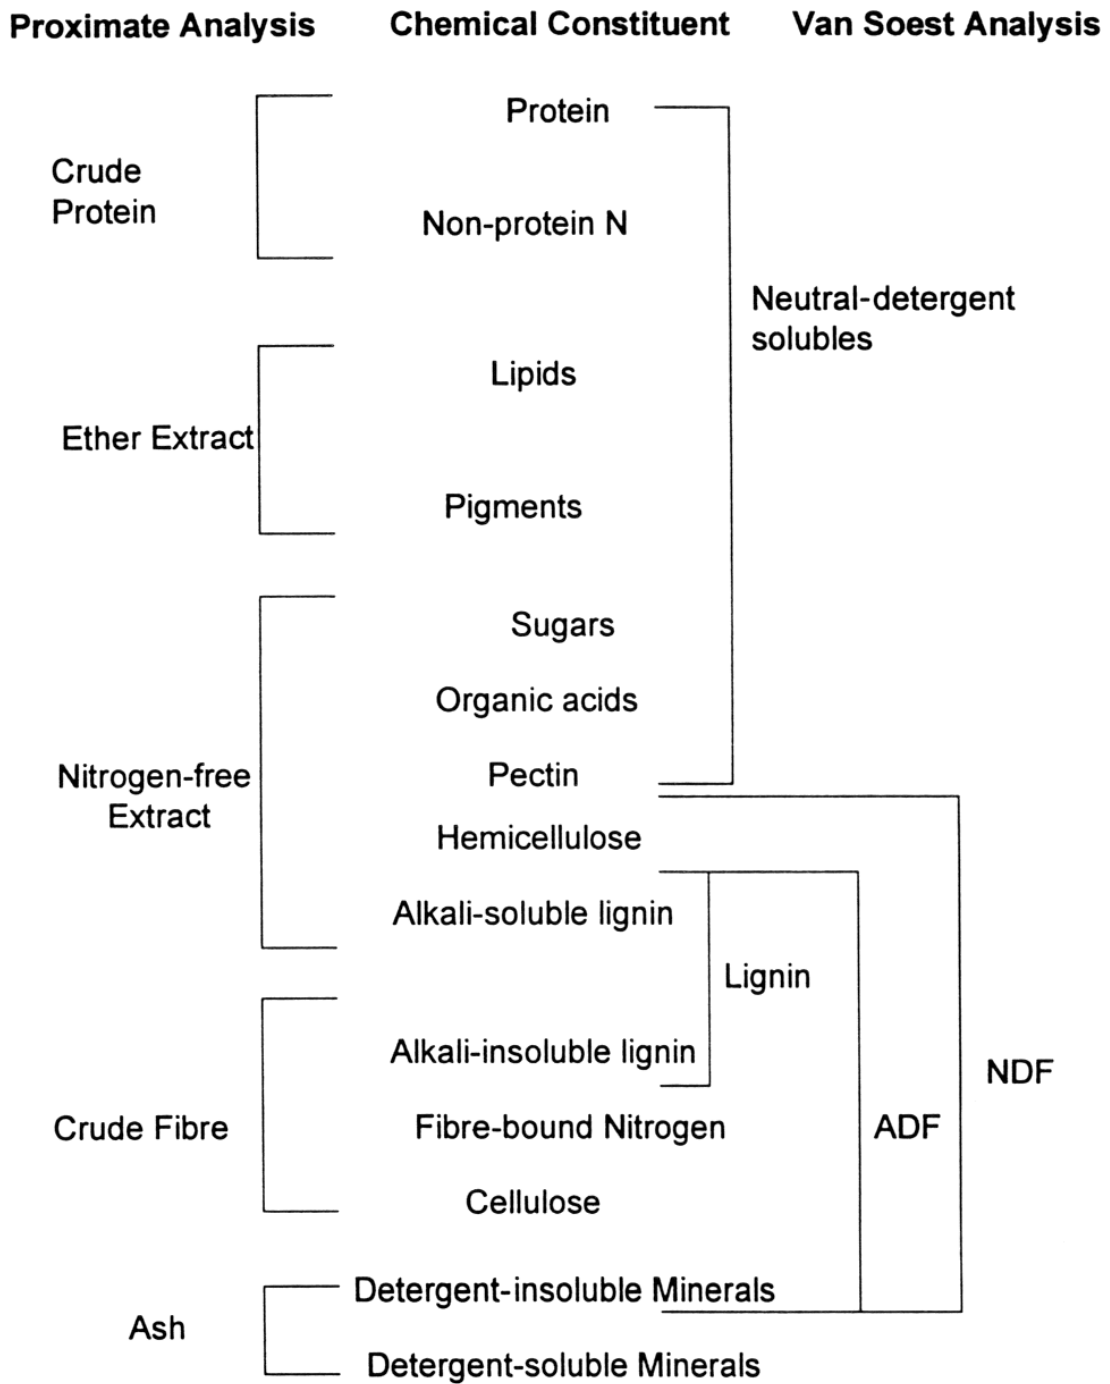 Proximate Analysis Chemical Constituent Van Soest Analysis
Protein
Crude
Protein
Non-protein N
Neutral-detergent
solubles
Lipids
Ether Extract
Pigments
Sugars
Organic acids
Pectin
Nitrogen-free
Extract
Hemicellulose
Alkali-soluble lignin
Lignin
Alkali-insoluble lignin
NDF
Crude Fibre
Fibre-bound Nitrogen
ADF
Cellulose
Detergent-insoluble Minerals
Ash
Detergent-soluble Minerals